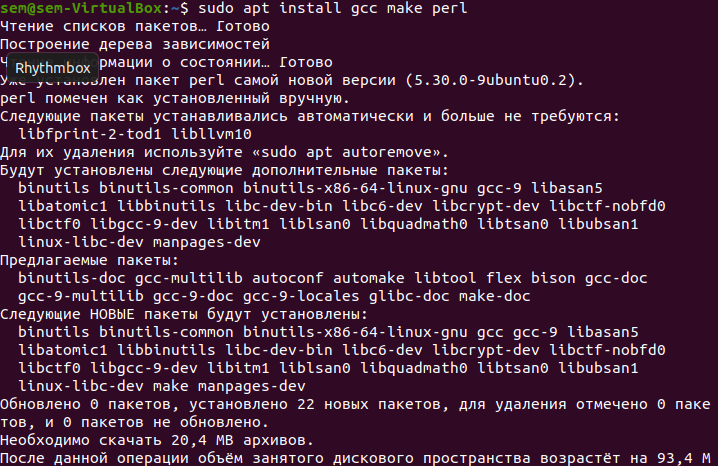 sem@sem-VirtualBox:~$ sudo apt install gcc make perl
Чтение списков пакетов… Готово
Построение дерева зависимостей
информации о состоянии… Готово
Rhythmbox
Уже установлен пакет perl самой новой версии (5.30.0-9ubuntu0.2).
perl помечен как установленный вручную.
Следующие пакеты устанавливались автоматически и больше не требуются:
libfprint-2-tod1 libllvm10
Для их удаления используйте «sudo apt autoremove».
Будут установлены следующие дополнительные пакеты:
binutils binutils-common binutils-x86-64-linux-gnu gcc-9 libasan5
libatomic1 libbinutils libc-dev-bin libc6-dev libcrypt-dev libctf-nobfd0
libctf0 libgcc-9-dev libitm1 liblsan0 libquadmath0 libtsan0 libubsan1
linux-libc-dev manpages-dev
Предлагаемые пакеты:
binutils-doc gcc-multilib autoconf automake libtool flex bison gcc-doc
gcc-9-multilib gcc-9-doc gcc-9-locales glibc-doc make-doc
Следующие НОВЫЕ пакеты будут установлены:
binutils binutils-common binutils-x86-64-linux-gnu gcc gcc-9 libasan5
libatomic1 libbinutils libc-dev-bin libc6-dev libcrypt-dev libctf-nobfd0
libctf0 libgcc-9-dev libitm1 liblsan0 libquadmath0 libtsan0 libubsan1
linux-libc-dev make manpages-dev
Обновлено 0 пакетов, установлено 22 новых пакетов, для удаления отмечено 0 паке
тов, и 0 пакетов не обновлено.
Необходимо скачать 20,4 MB архивов.
После данной операции объём занятого дискового пространства возрастёт на 93,4 M